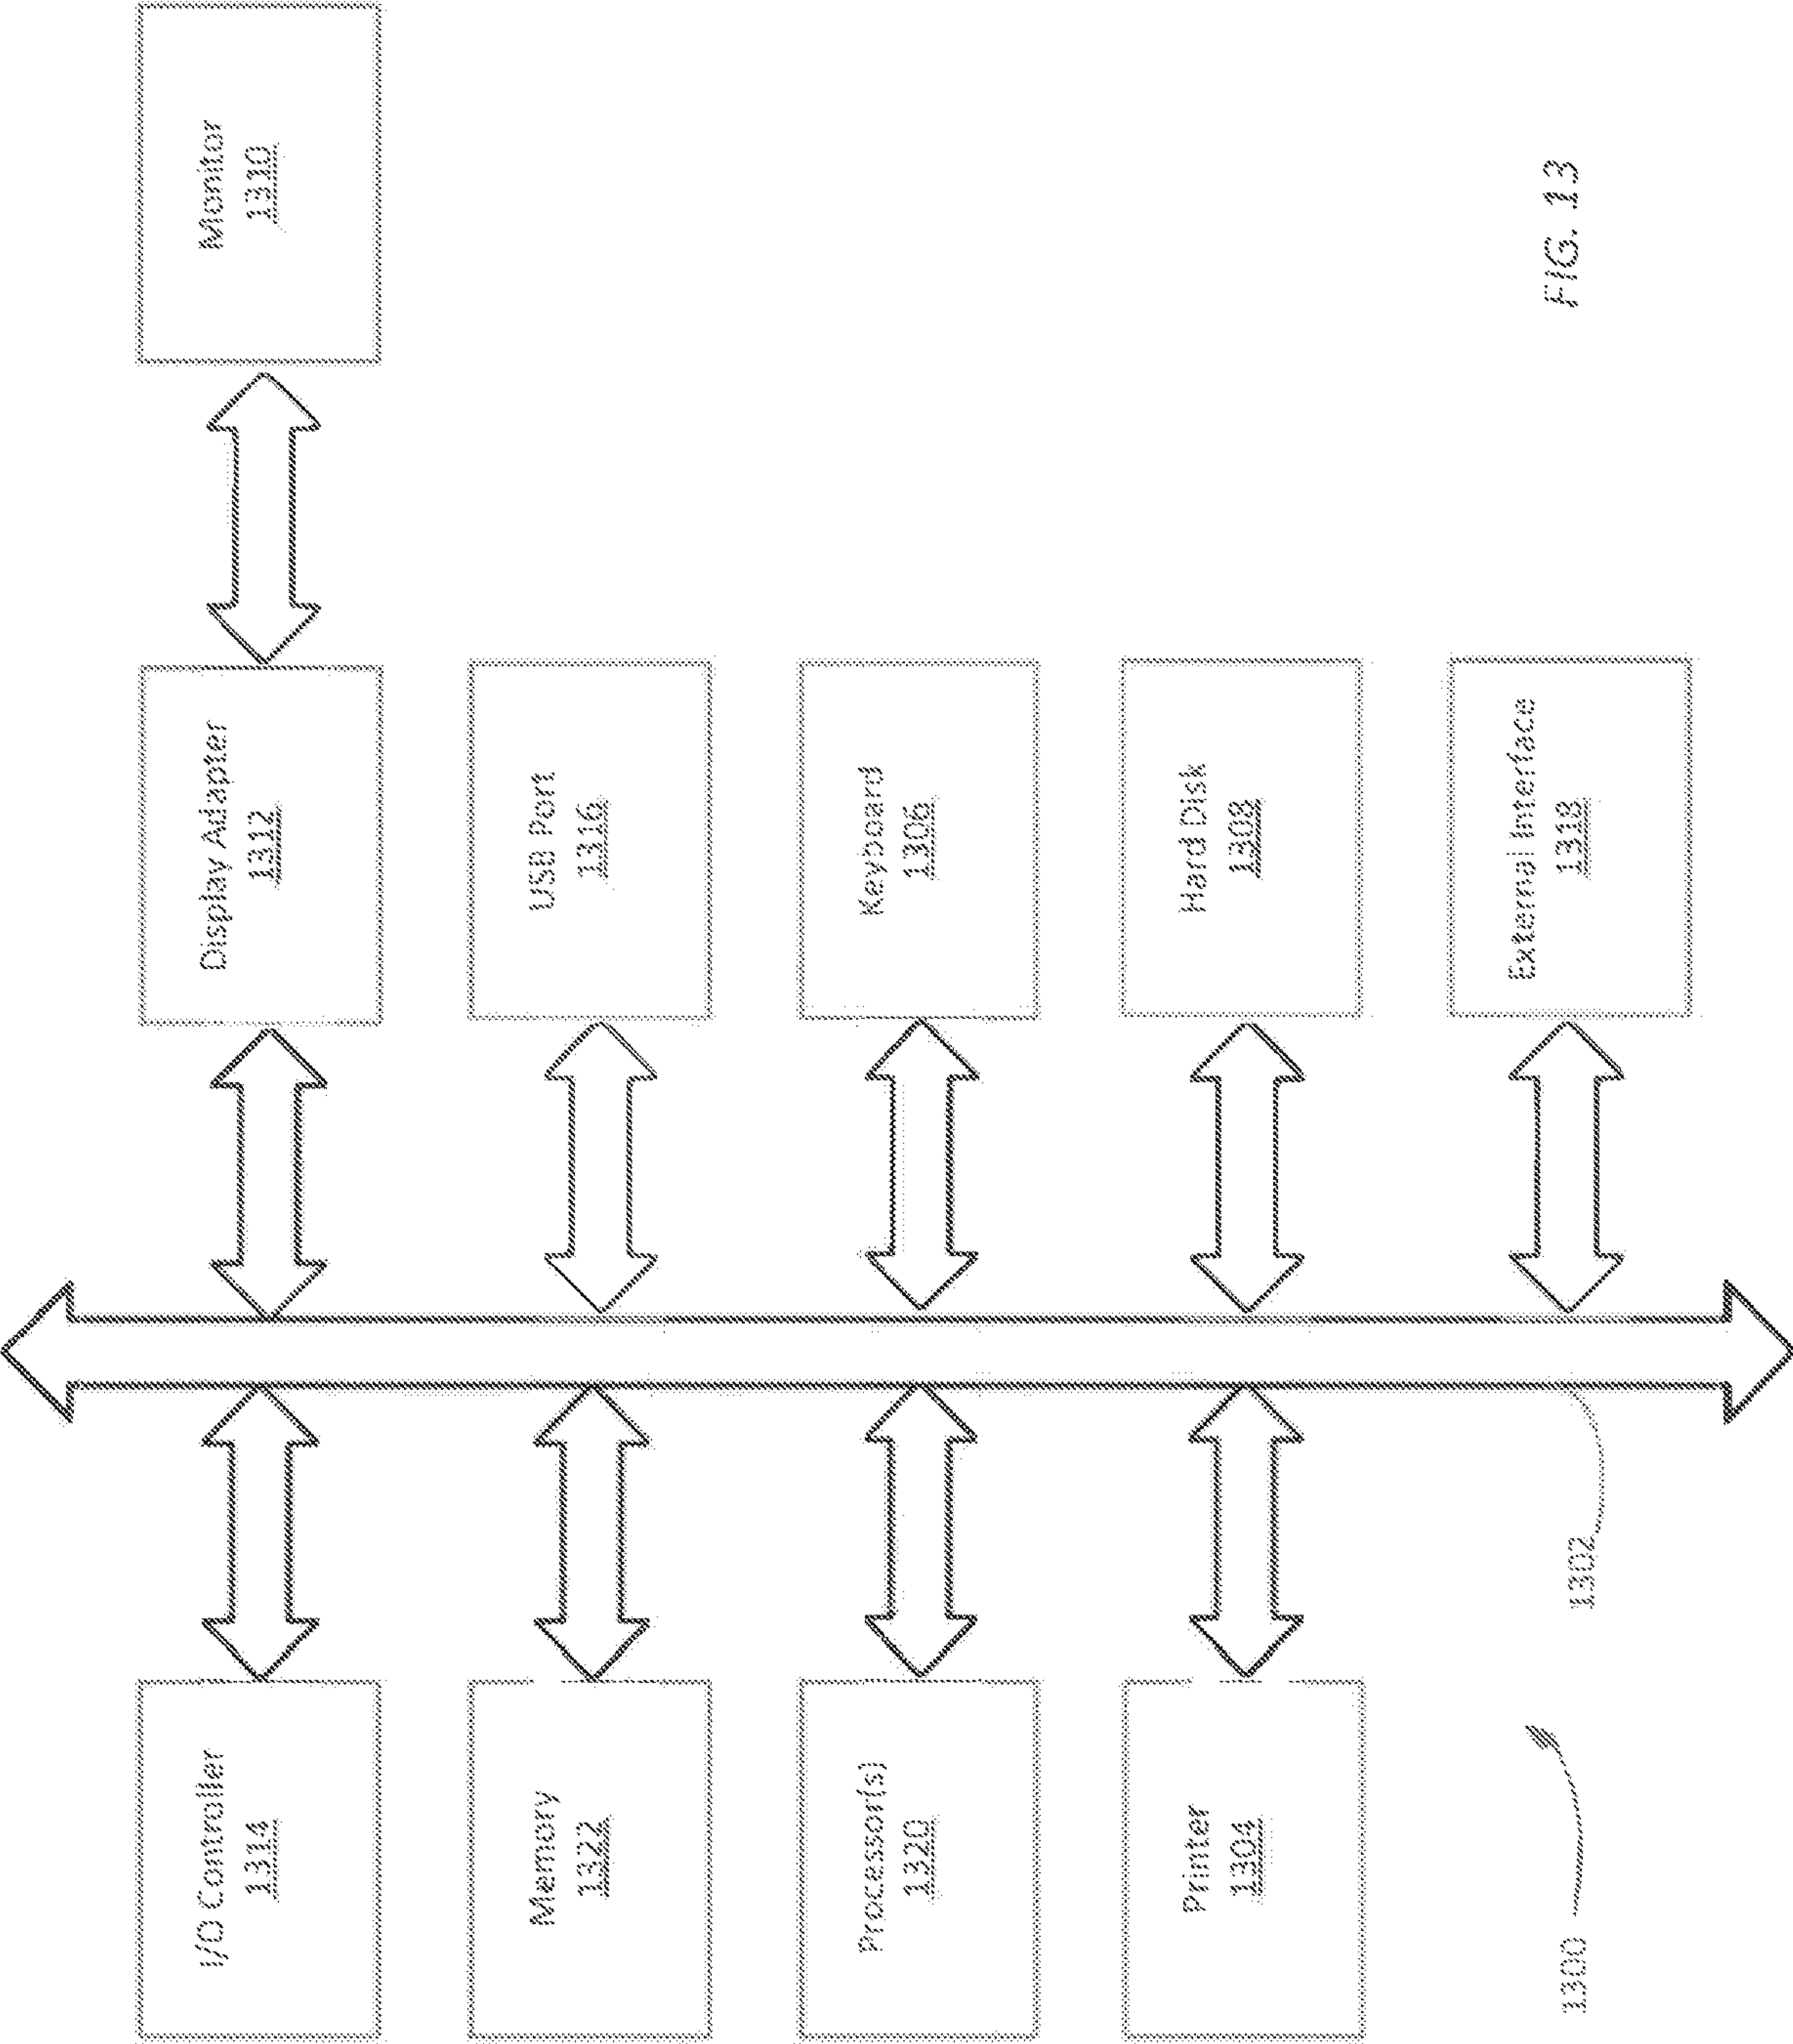 I/O Controller
1314
Display Adapter
1312
Monitor
1310
Memory
1322
USB Port
1316
Processor(s)
1320
Keyboard
1306
Printer
1304
Hard Disk
1308
External Interface
1318
1302
1300
FIG. 13